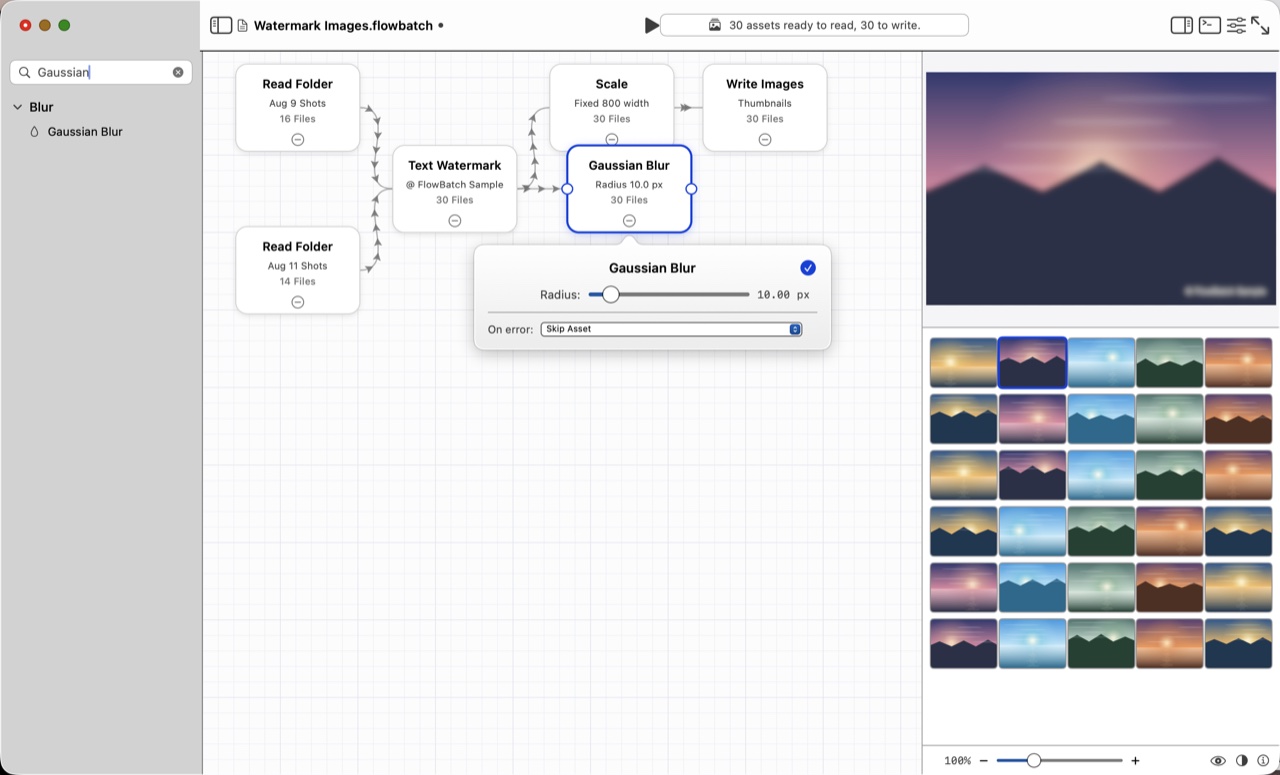 Watermark Images.flowbatch •
30 assets ready to read, 30 to write.
Gaussian
Blur
Gaussian Blur
Read Folder
Aug 9 Shots
16 Files
Read Folder
Aug 11 Shots
14 Files
Text Watermark
@ FlowBatch Sample
30 Files
Scale
Fixed 800 width
30 Files
Write Images
Thumbnails
30 Files
Gaussian Blur
Radius 10.0 px
30 Files
Gaussian Blur
Radius: 10.00 px
On error: Skip Asset
100% − +